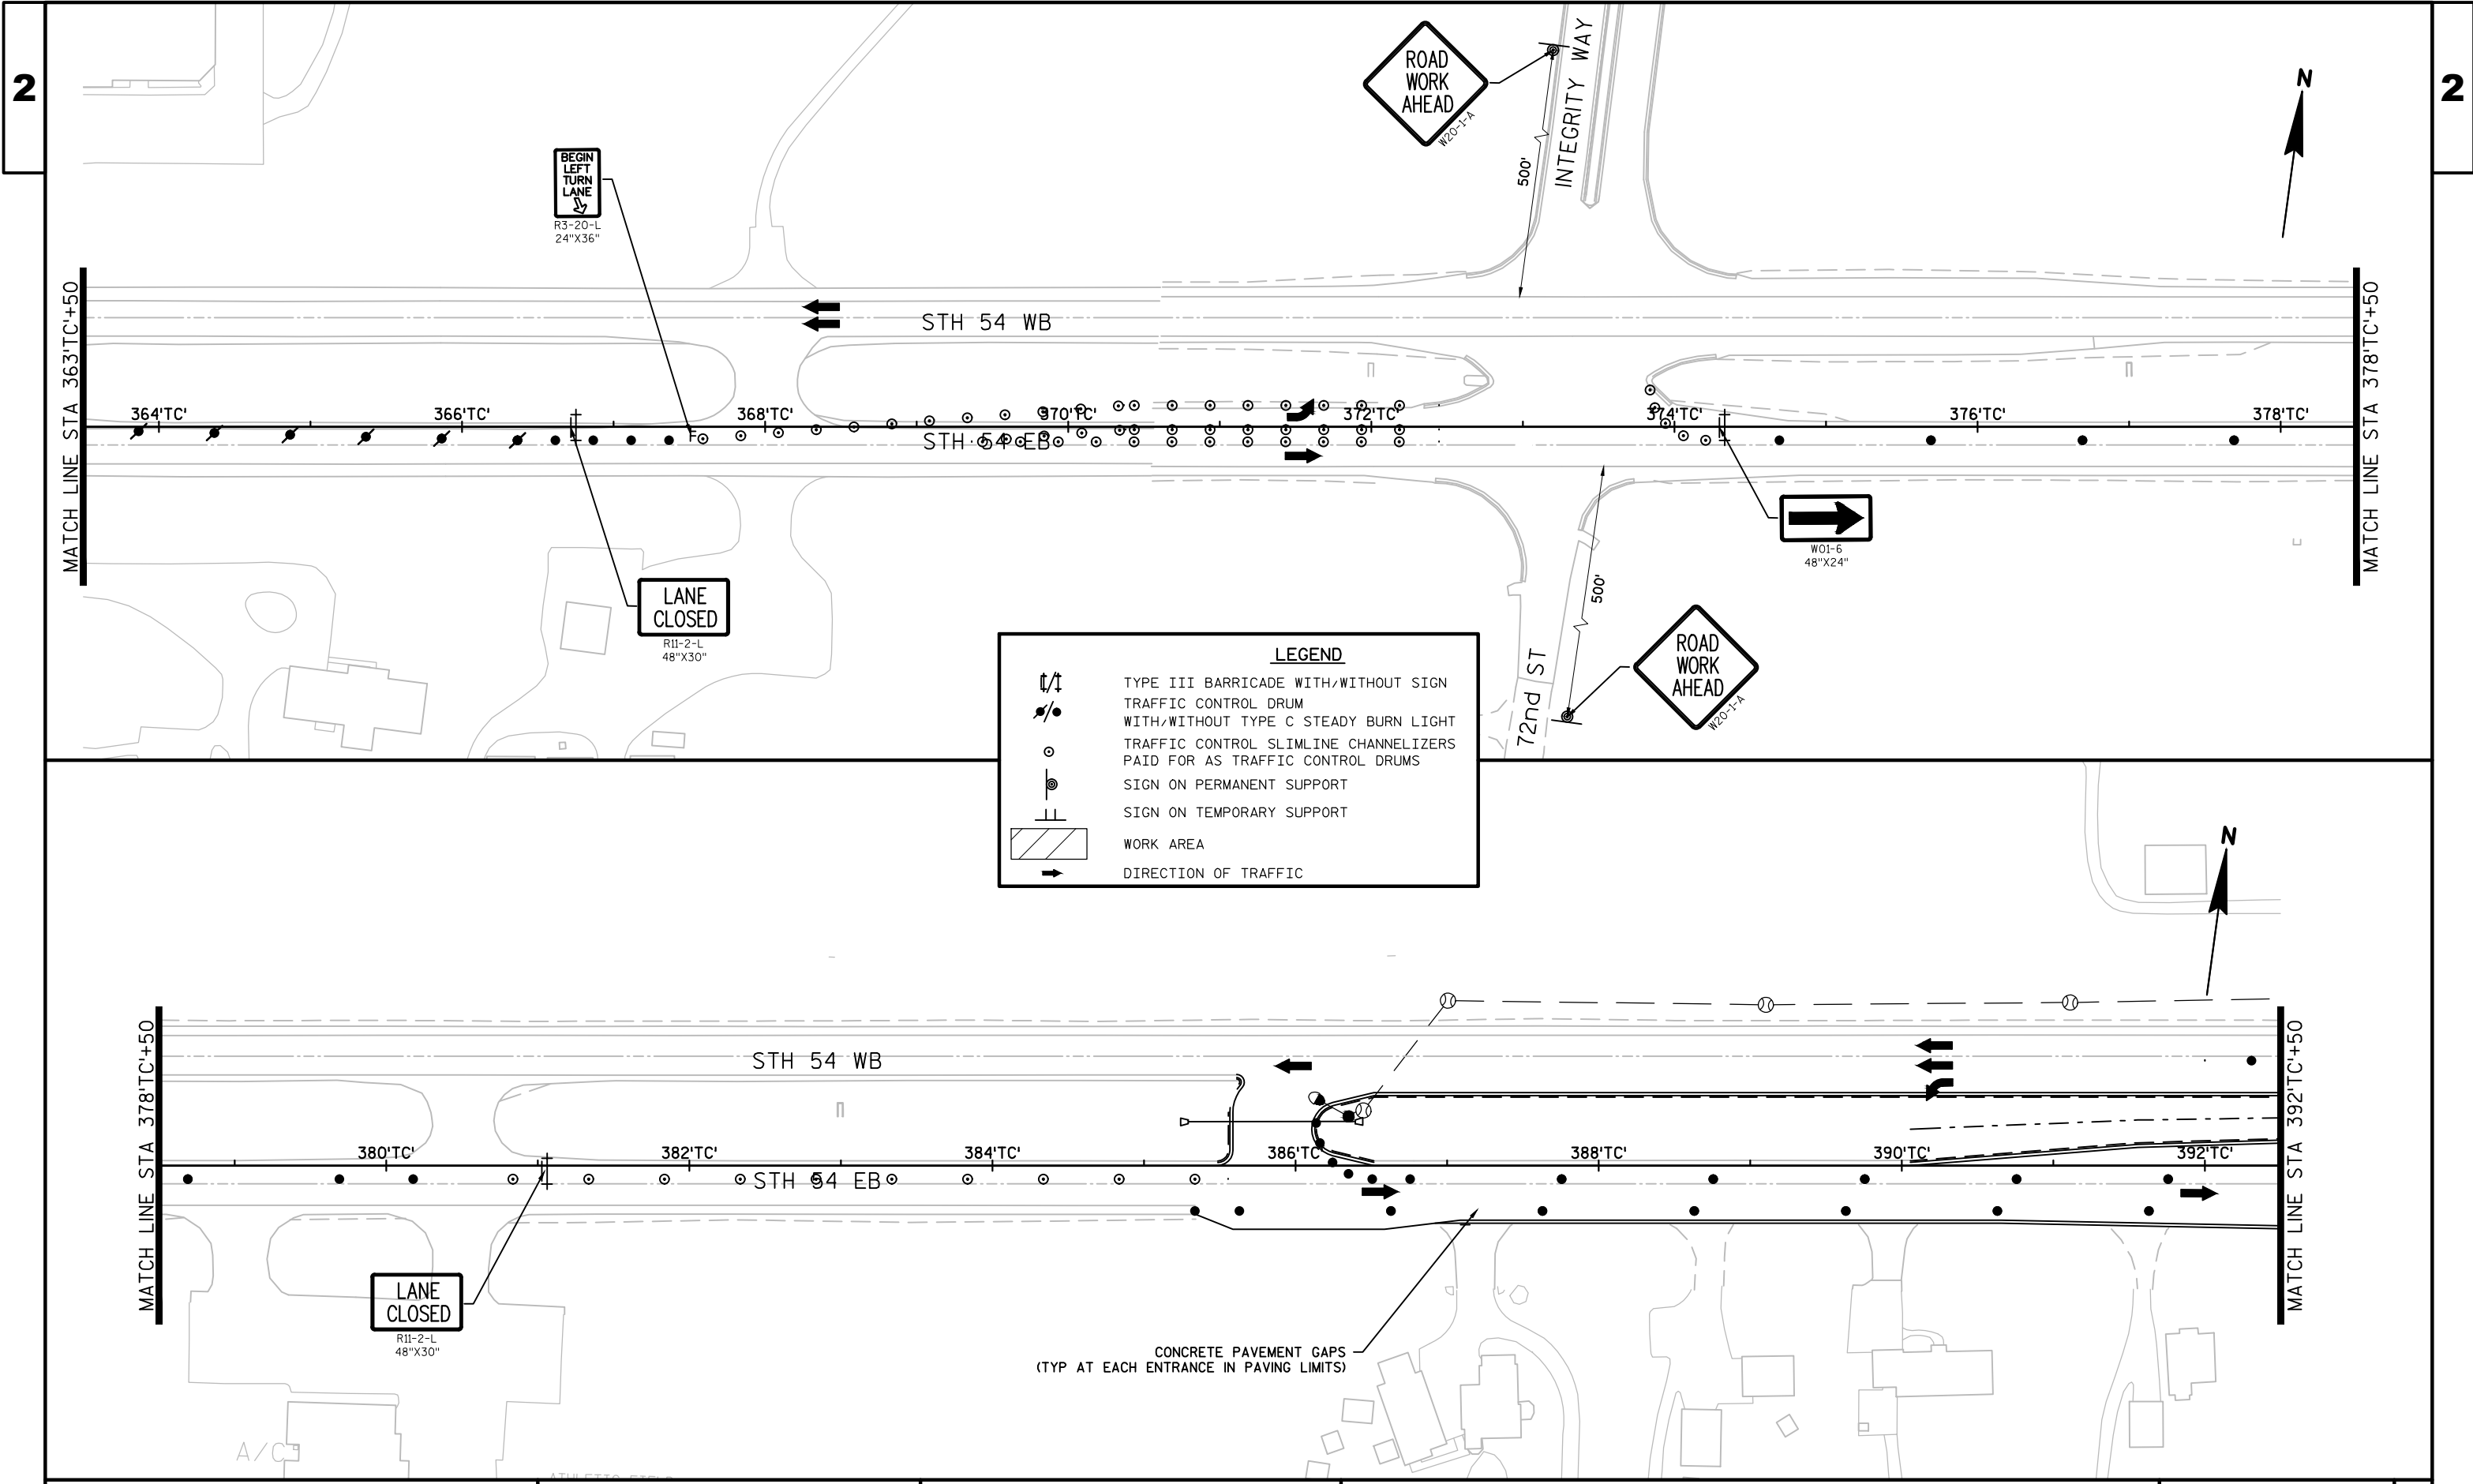 2
2
ROAD
WORK
AHEAD
W20-1-A
INTEGRITY WAY
500'
N
BEGIN
LEFT
TURN
LANE
R3-20-L
24"X36"
MATCH LINE STA 363'TC'+50
STH 54 WB
364'TC'
366'TC'
368'TC'
370'TC'
372'TC'
374'TC'
376'TC'
378'TC'
STH 54 EB
MATCH LINE STA 378'TC'+50
W01-6
48"X24"
LANE
CLOSED
R11-2-L
48"X30"
500'
72nd ST
ROAD
WORK
AHEAD
W20-1-A
LEGEND
TYPE III BARRICADE WITH/WITHOUT SIGN
TRAFFIC CONTROL DRUM
WITH/WITHOUT TYPE C STEADY BURN LIGHT
TRAFFIC CONTROL SLIMLINE CHANNELIZERS
PAID FOR AS TRAFFIC CONTROL DRUMS
SIGN ON PERMANENT SUPPORT
SIGN ON TEMPORARY SUPPORT
WORK AREA
DIRECTION OF TRAFFIC
N
MATCH LINE STA 378'TC'+50
STH 54 WB
380'TC'
382'TC'
384'TC'
386'TC'
388'TC'
390'TC'
392'TC'
STH 54 EB
MATCH LINE STA 392'TC'+50
LANE
CLOSED
R11-2-L
48"X30"
CONCRETE PAVEMENT GAPS
(TYP AT EACH ENTRANCE IN PAVING LIMITS)
A/C